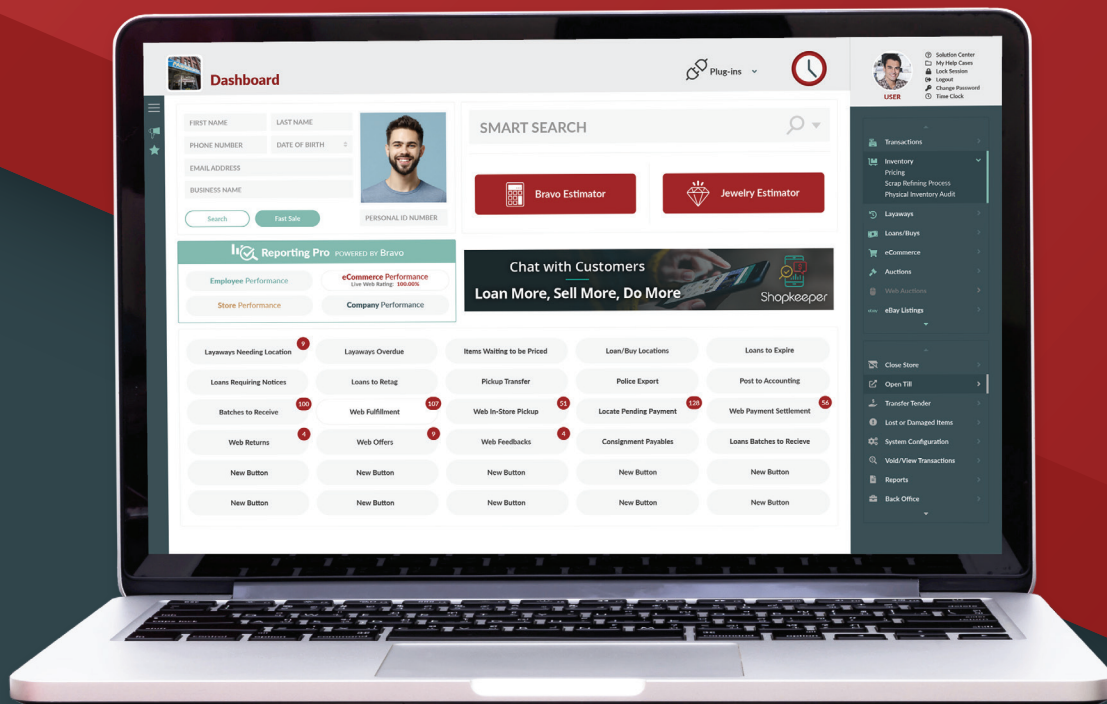 Dashboard
Plug-ins
USER
Solution Center
My Help Cases
Lock Session
Logout
Change Password
Time Clock
FIRST NAME
LAST NAME
PHONE NUMBER
DATE OF BIRTH
EMAIL ADDRESS
BUSINESS NAME
Search
Fast Sale
PERSONAL ID NUMBER
SMART SEARCH
Bravo Estimator
Jewelry Estimator
Reporting Pro POWERED BY Bravo
Employee Performance
eCommerce Performance
Live Web Rating: 100.00%
Store Performance
Company Performance
Chat with Customers
Loan More, Sell More, Do More
Shopkeeper
Layaways Needing Location 9
Layaways Overdue
Items Waiting to be Priced
Loan/Buy Locations
Loans to Expire
Loans Requiring Notices
Loans to Retag
Pickup Transfer
Police Export
Post to Accounting
Batches to Receive 100
Web Fulfillment 107
Web In-Store Pickup 51
Locate Pending Payment 128
Web Payment Settlement 56
Web Returns 4
Web Offers 9
Web Feedbacks 4
Consignment Payables
Loans Batches to Recieve
New Button
New Button
New Button
New Button
New Button
New Button
New Button
New Button
New Button
New Button
Transactions
Inventory
Pricing
Scrap Refining Process
Physical Inventory Audit
Layaways
Loans/Buys
eCommerce
Auctions
Web Auctions
ebay eBay Listings
Close Store
Open Till
Transfer Tender
Lost or Damaged Items
System Configuration
Void/View Transactions
Reports
Back Office
command
option